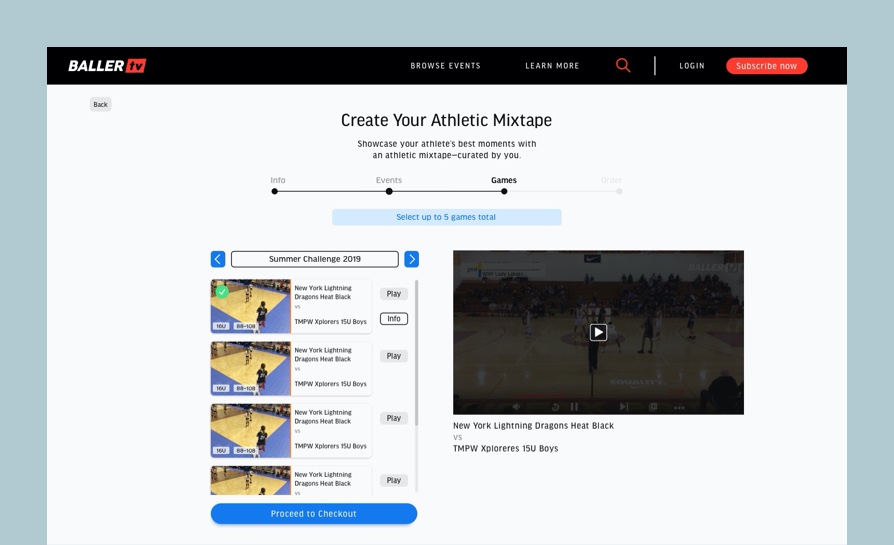 BALLER tv
BROWSE EVENTS
LEARN MORE
LOGIN
Subscribe now
Back
Create Your Athletic Mixtape
Showcase your athlete's best moments with
an athletic mixtape—curated by you.
Info
Events
Games
Order
Select up to 5 games total
Summer Challenge 2019
New York Lightning
Dragons Heat Black
vs
TMPW Xplorers 15U Boys
16U
88-108
Play
Info
New York Lightning
Dragons Heat Black
vs
TMPW Xplorers 15U Boys
16U
88-108
Play
New York Lightning
Dragons Heat Black
vs
TMPW Xplorers 15U Boys
16U
88-108
Play
New York Lightning
Dragons Heat Black
vs
Play
Proceed to Checkout
BALLER
EQUALITY
New York Lightning Dragons Heat Black
VS
TMPW Xploreres 15U Boys